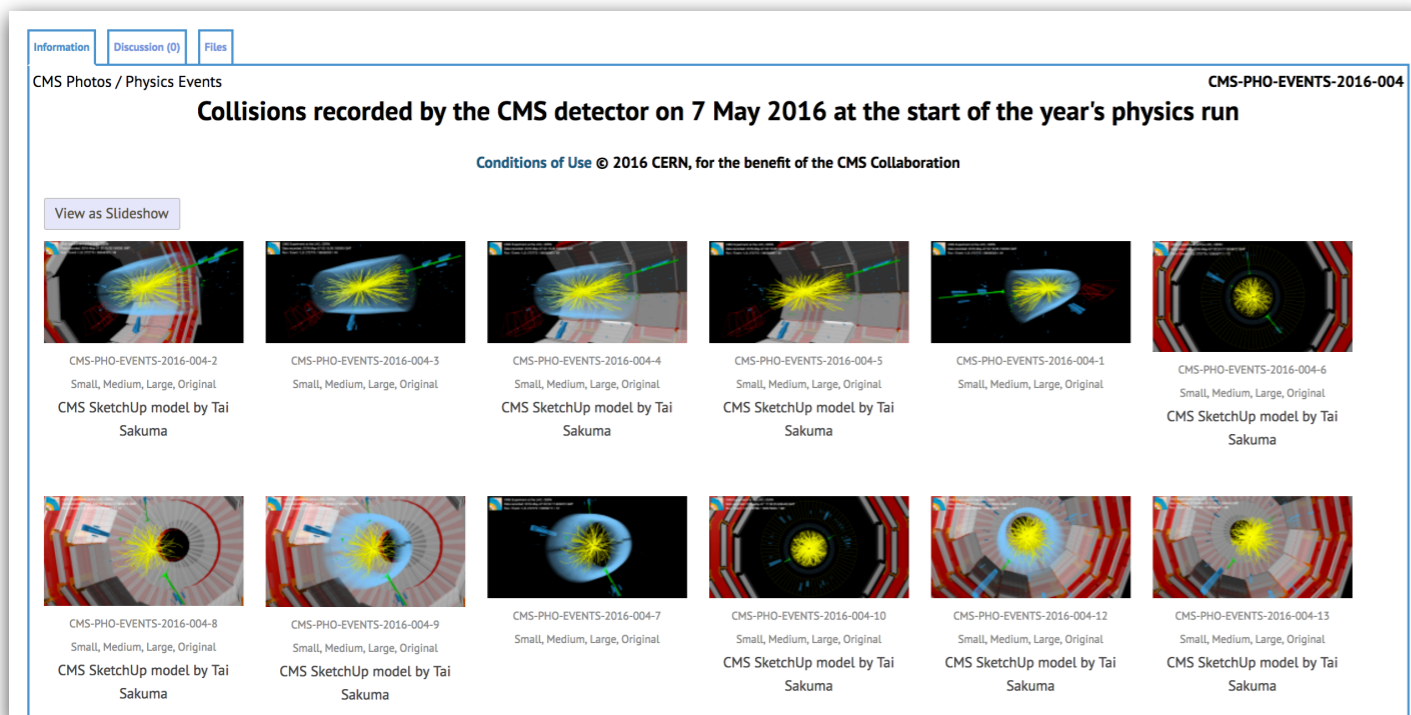 Information
Discussion (0)
Files
CMS Photos / Physics Events
CMS-PHO-EVENTS-2016-004
Collisions recorded by the CMS detector on 7 May 2016 at the start of the year's physics run
Conditions of Use © 2016 CERN, for the benefit of the CMS Collaboration
View as Slideshow
CMS-PHO-EVENTS-2016-004-2
Small, Medium, Large, Original
CMS SketchUp model by Tai
Sakuma
CMS-PHO-EVENTS-2016-004-3
Small, Medium, Large, Original
CMS-PHO-EVENTS-2016-004-4
Small, Medium, Large, Original
CMS SketchUp model by Tai
Sakuma
CMS-PHO-EVENTS-2016-004-5
Small, Medium, Large, Original
CMS SketchUp model by Tai
Sakuma
CMS-PHO-EVENTS-2016-004-1
Small, Medium, Large, Original
CMS-PHO-EVENTS-2016-004-6
Small, Medium, Large, Original
CMS SketchUp model by Tai
Sakuma
CMS-PHO-EVENTS-2016-004-8
Small, Medium, Large, Original
CMS SketchUp model by Tai
Sakuma
CMS-PHO-EVENTS-2016-004-9
Small, Medium, Large, Original
CMS SketchUp model by Tai
Sakuma
CMS-PHO-EVENTS-2016-004-7
Small, Medium, Large, Original
CMS-PHO-EVENTS-2016-004-10
Small, Medium, Large, Original
CMS SketchUp model by Tai
Sakuma
CMS-PHO-EVENTS-2016-004-12
Small, Medium, Large, Original
CMS SketchUp model by Tai
Sakuma
CMS-PHO-EVENTS-2016-004-13
Small, Medium, Large, Original
CMS SketchUp model by Tai
Sakuma